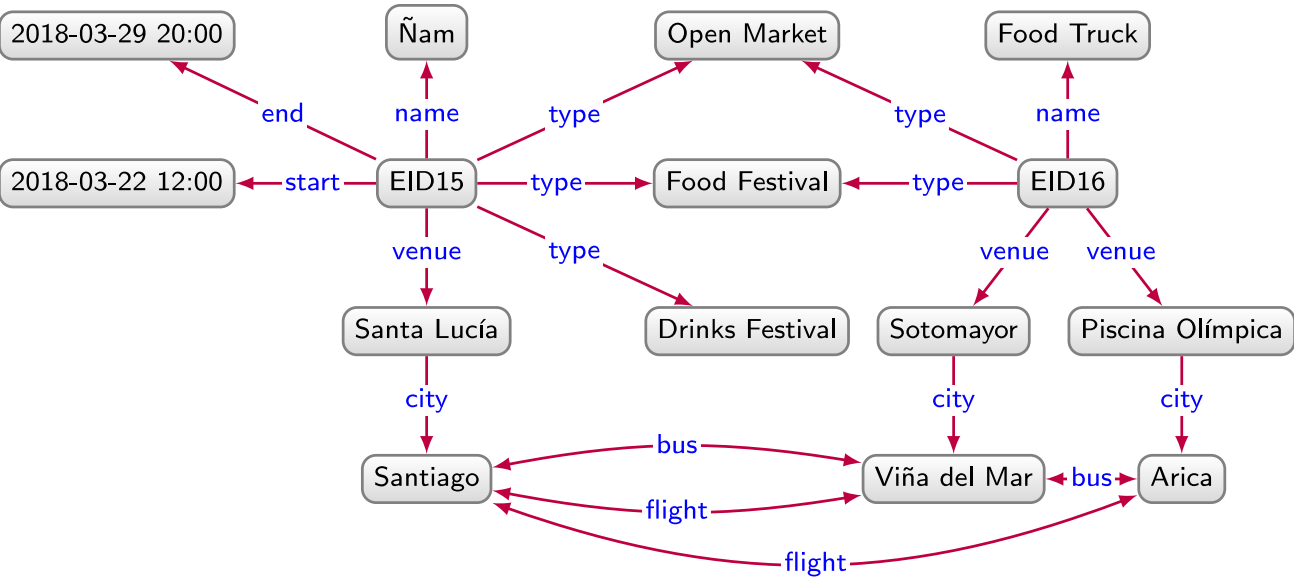 2018-03-29 20:00
Ñam
Open Market
Food Truck
end
name
type
type
name
2018-03-22 12:00
start
EID15
type
Food Festival
type
EID16
venue
type
venue
venue
Santa Lucía
Drinks Festival
Sotomayor
Piscina Olímpica
city
city
city
bus
Santiago
Viña del Mar
bus
Arica
flight
flight